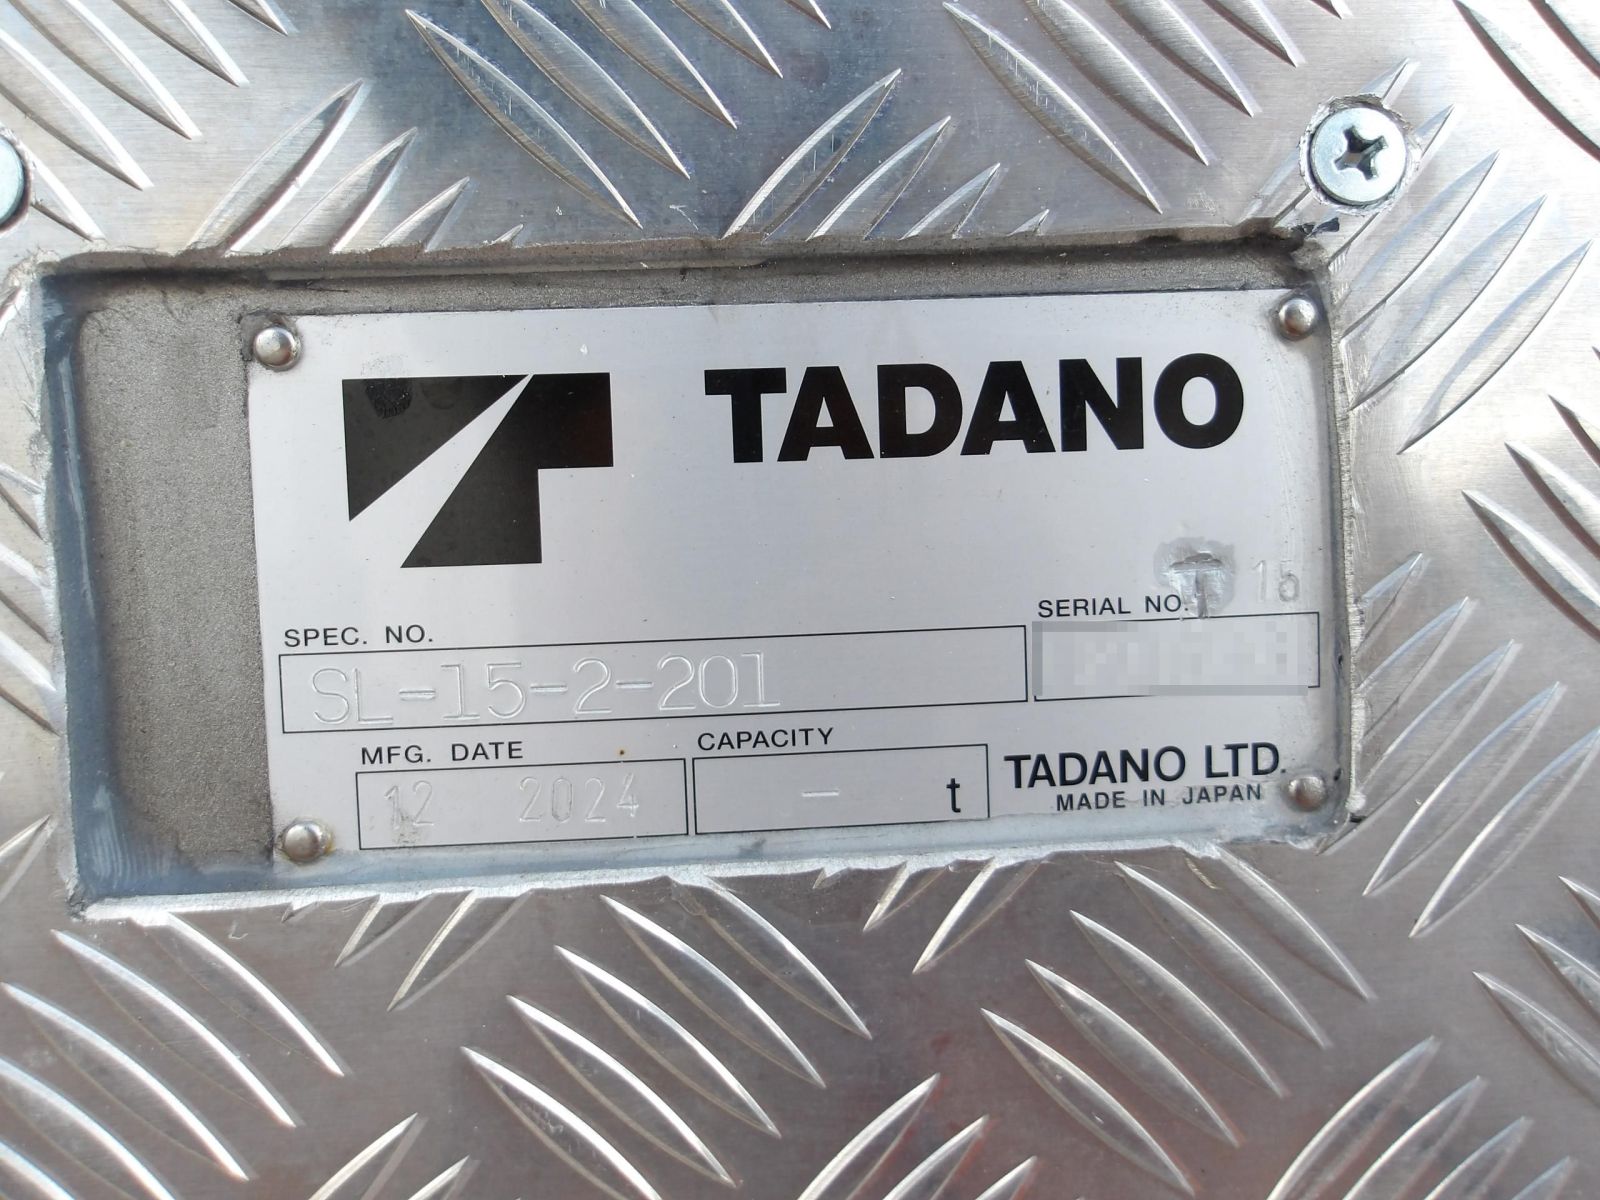 TADANO
T 15
SPEC. NO. SERIAL NO.
SL-15-2-201
MFG. DATE CAPACITY
12 2024 - t
TADANO LTD.
MADE IN JAPAN